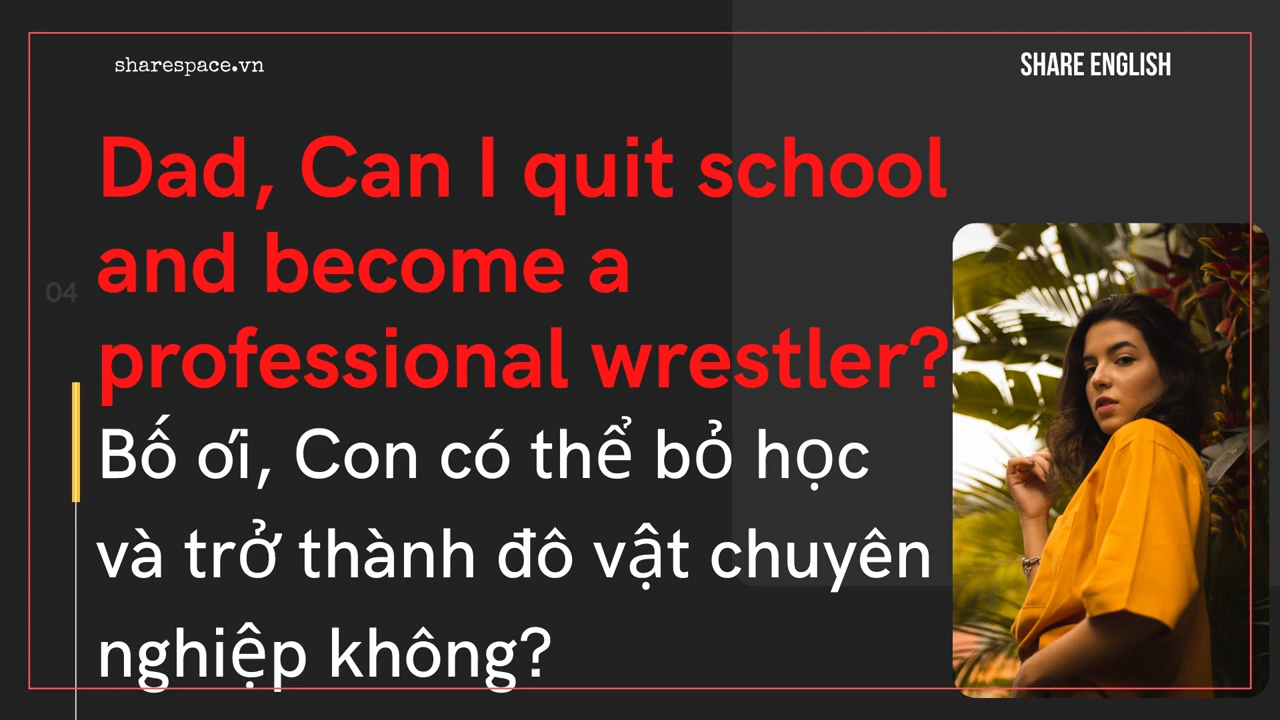 sharespace.vn
SHARE ENGLISH
Dad, Can I quit school
and become a
professional wrestler?
04
Bố ơi, Con có thể bỏ học
và trở thành đô vật chuyên
nghiệp không?